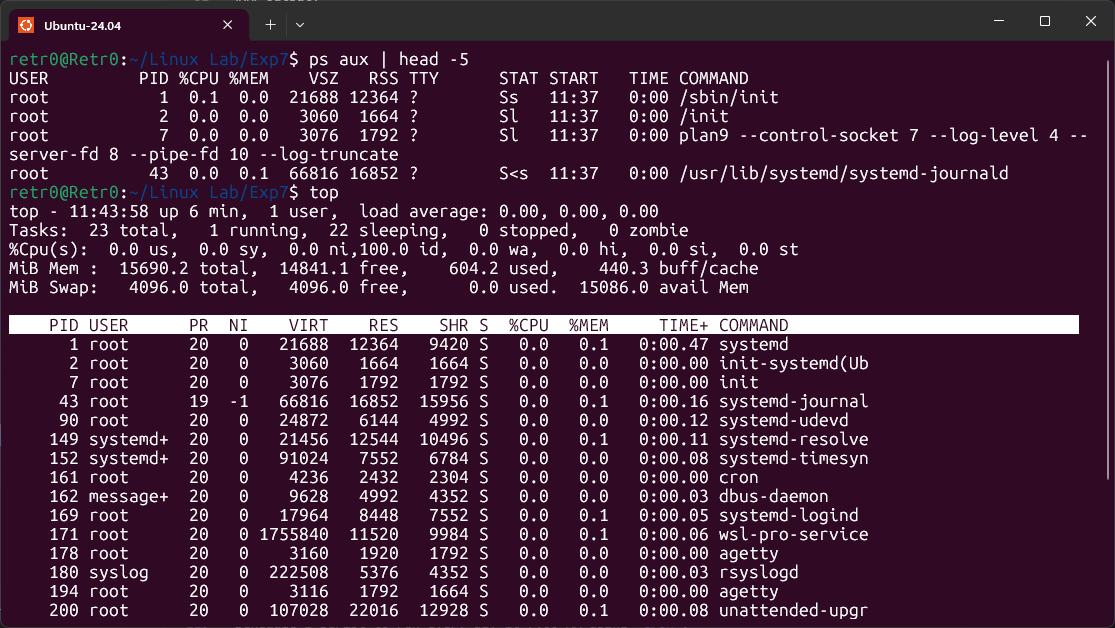 Ubuntu-24.04
retr0@Retr0:~/Linux Lab/Exp7$ ps aux | head -5
USER         PID %CPU %MEM    VSZ   RSS TTY      STAT START   TIME COMMAND
root           1  0.1  0.0  21688 12364 ?        Ss   11:37   0:00 /sbin/init
root           2  0.0  0.0   3060  1664 ?        Sl   11:37   0:00 /init
root           7  0.0  0.0   3076  1792 ?        Sl   11:37   0:00 plan9 --control-socket 7 --log-level 4 --
server-fd 8 --pipe-fd 10 --log-truncate
root          43  0.0  0.1  66816 16852 ?        S<s  11:37   0:00 /usr/lib/systemd/systemd-journald
retr0@Retr0:~/Linux Lab/Exp7$ top
top - 11:43:58 up 6 min,  1 user,  load average: 0.00, 0.00, 0.00
Tasks:  23 total,   1 running,  22 sleeping,   0 stopped,   0 zombie
%Cpu(s):  0.0 us,  0.0 sy,  0.0 ni,100.0 id,  0.0 wa,  0.0 hi,  0.0 si,  0.0 st
MiB Mem :  15690.2 total,  14841.1 free,    604.2 used,    440.3 buff/cache
MiB Swap:   4096.0 total,   4096.0 free,      0.0 used.  15086.0 avail Mem
    PID USER      PR  NI    VIRT    RES    SHR S  %CPU  %MEM     TIME+ COMMAND
      1 root      20   0   21688  12364   9420 S   0.0   0.1   0:00.47 systemd
      2 root      20   0    3060   1664   1664 S   0.0   0.0   0:00.00 init-systemd(Ub
      7 root      20   0    3076   1792   1792 S   0.0   0.0   0:00.00 init
     43 root      19  -1   66816  16852  15956 S   0.0   0.1   0:00.16 systemd-journal
     90 root      20   0   24872   6144   4992 S   0.0   0.0   0:00.12 systemd-udevd
    149 systemd+  20   0   21456  12544  10496 S   0.0   0.1   0:00.11 systemd-resolve
    152 systemd+  20   0   91024   7552   6784 S   0.0   0.0   0:00.08 systemd-timesyn
    161 root      20   0    4236   2432   2304 S   0.0   0.0   0:00.00 cron
    162 message+  20   0    9628   4992   4352 S   0.0   0.0   0:00.03 dbus-daemon
    169 root      20   0   17964   8448   7552 S   0.0   0.1   0:00.05 systemd-logind
    171 root      20   0 1755840  11520   9984 S   0.0   0.1   0:00.06 wsl-pro-service
    178 root      20   0    3160   1920   1792 S   0.0   0.0   0:00.00 agetty
    180 syslog    20   0  222508   5376   4352 S   0.0   0.0   0:00.03 rsyslogd
    194 root      20   0    3116   1792   1664 S   0.0   0.0   0:00.00 agetty
    200 root      20   0  107028  22016  12928 S   0.0   0.1   0:00.08 unattended-upgr